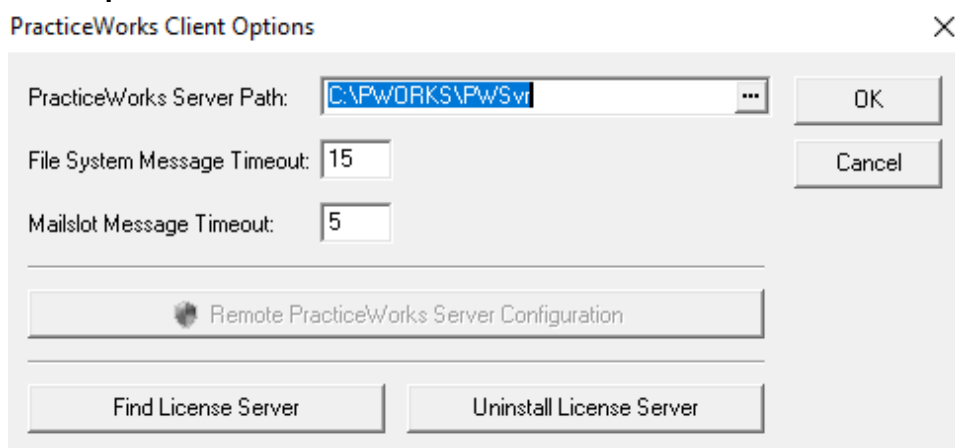 PracticeWorks Client Options
PracticeWorks Server Path: C:\PWORKS\PWSvr ... OK
File System Message Timeout: 15 Cancel
Mailslot Message Timeout: 5
Remote PracticeWorks Server Configuration
Find License Server Uninstall License Server